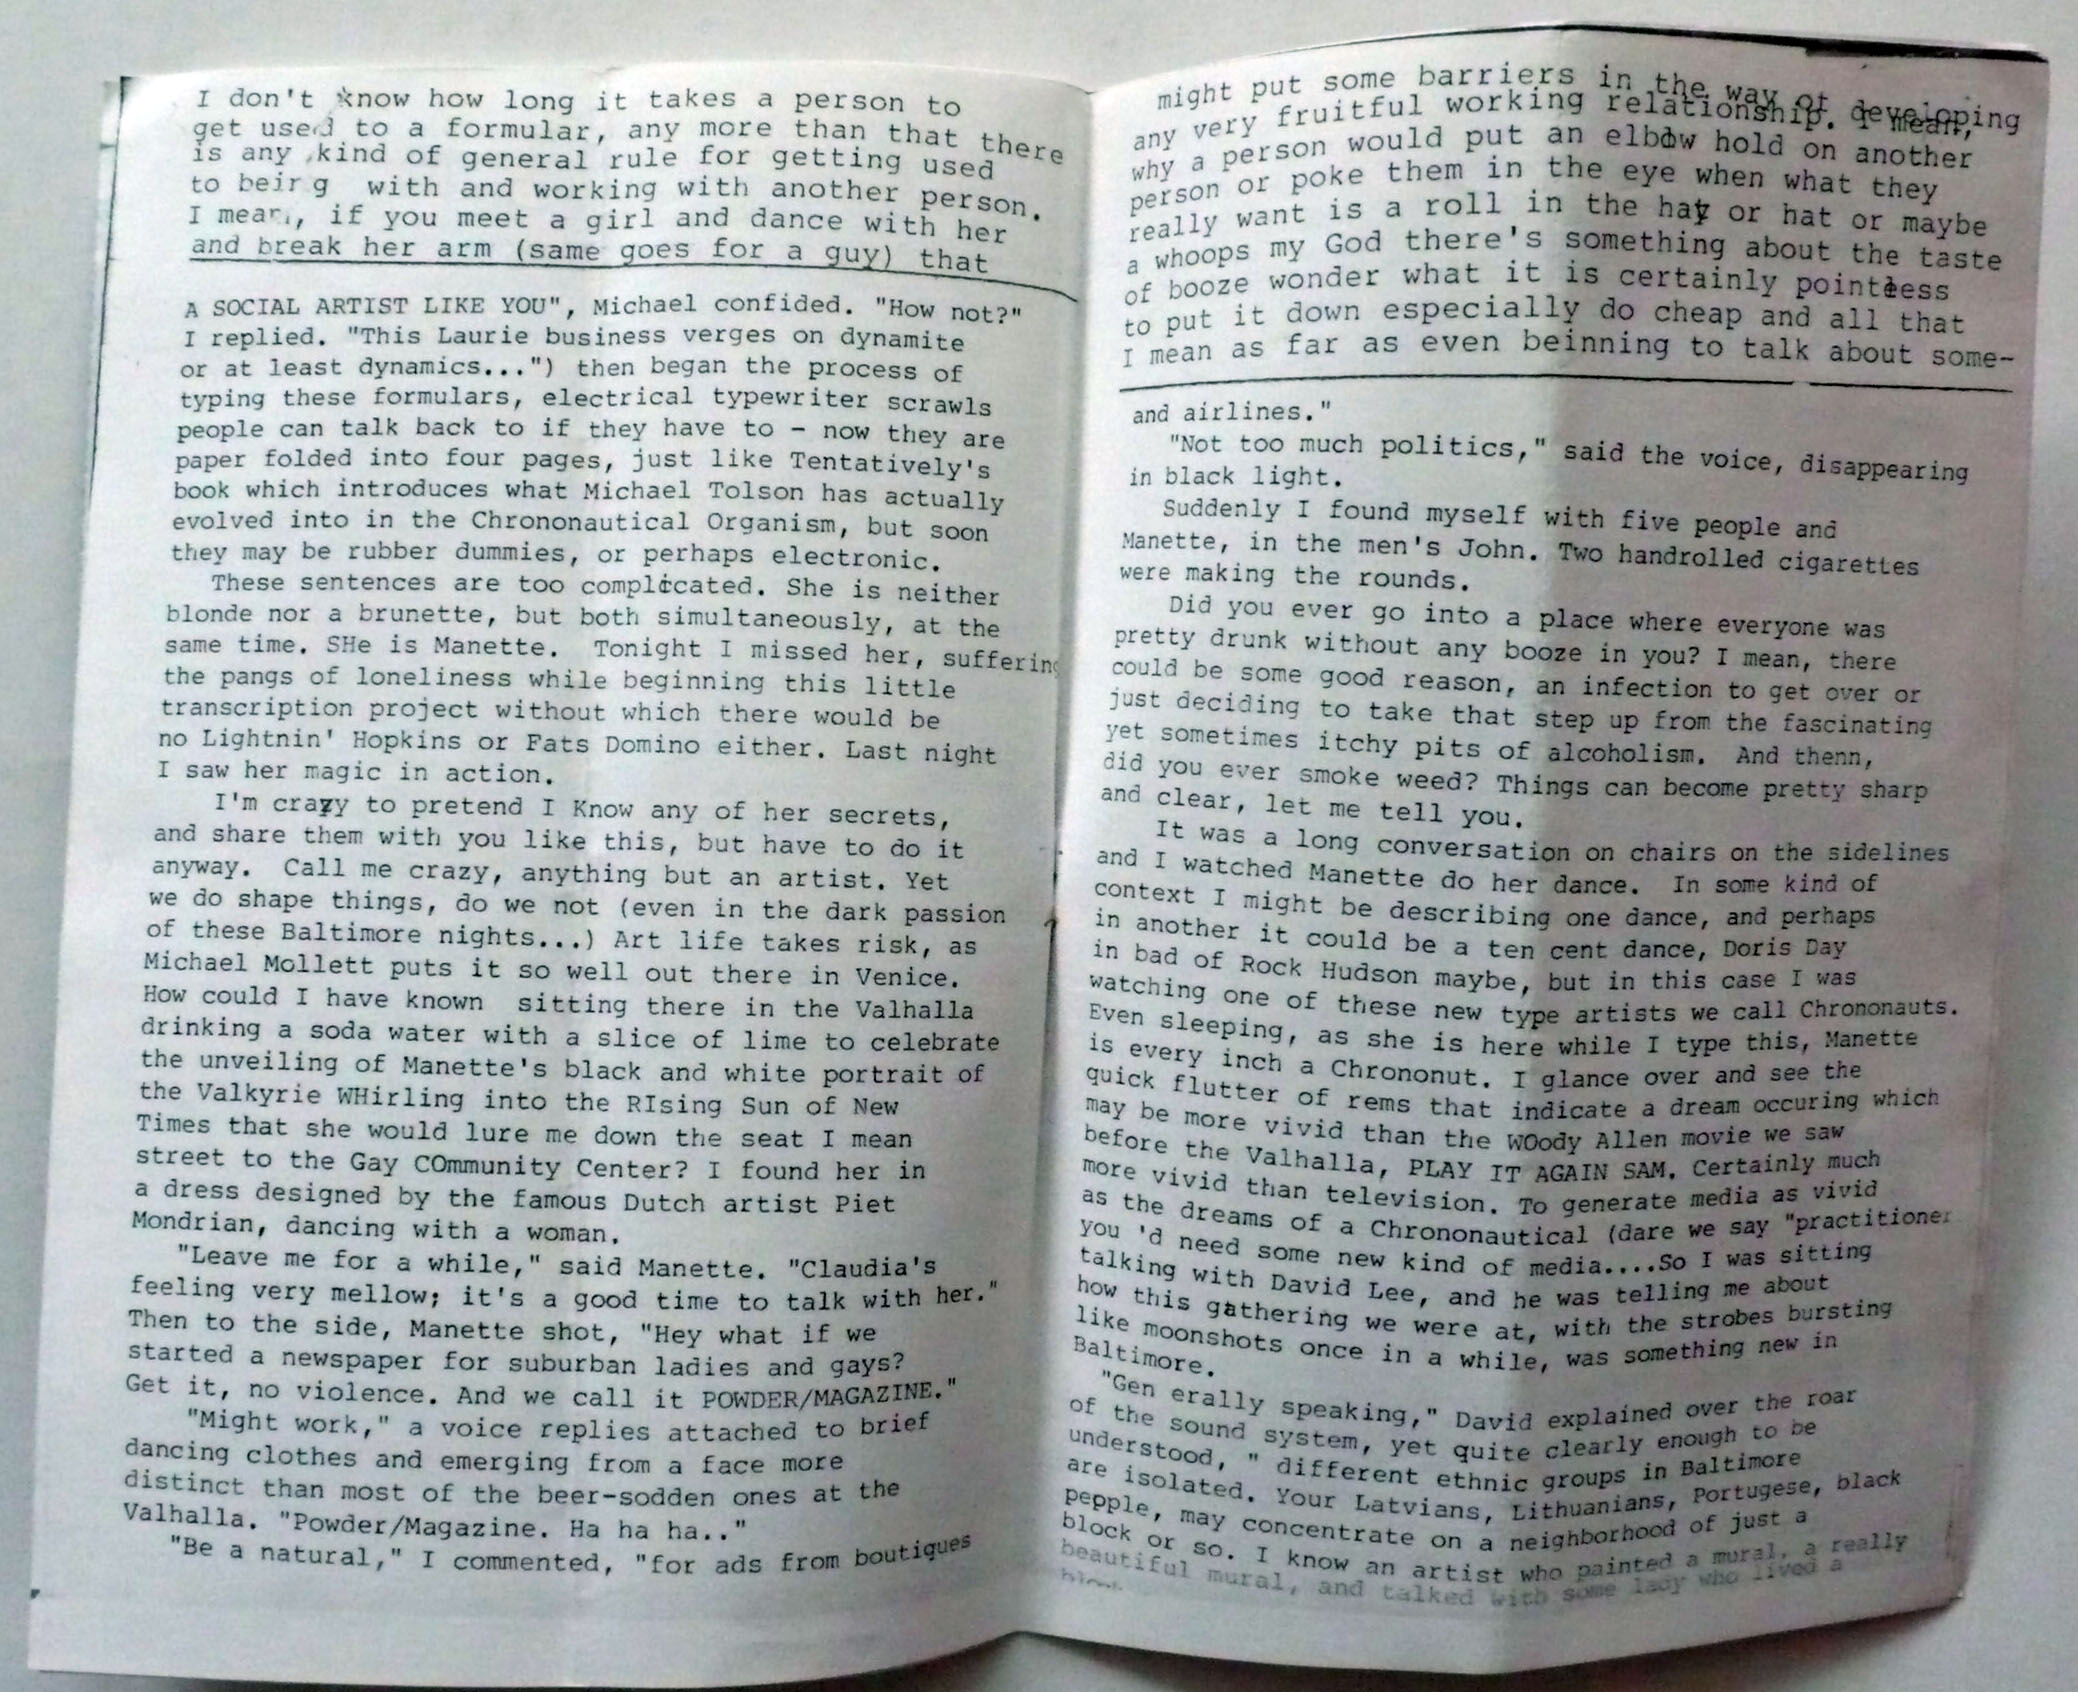 I don't know how long it takes a person to
get used to a formular, any more than that there
is any kind of general rule for getting used
to beir g with and working with another person.
I mean, if you meet a girl and dance with her
and break her arm (same goes for a guy) that
A SOCIAL ARTIST LIKE YOU", Michael confided. "How not?"
I replied. "This Laurie business verges on dynamite
or at least dynamics...") then began the process of
typing these formulars, electrical typewriter scrawls
people can talk back to if they have to - now they are
paper folded into four pages, just like Tentatively's
book which introduces what Michael Tolson has actually
evolved into in the Chrononautical Organism, but soon
they may be rubber dummies, or perhaps electronic.
These sentences are too complicated. She is neither
blonde nor a brunette, but both simultaneously, at the
same time. SHe is Manette. Tonight I missed her, suffering
the pangs of loneliness while beginning this little
transcription project without which there would be
no Lightnin' Hopkins or Fats Domino either. Last night
I saw her magic in action.
I'm crazy to pretend I Know any of her secrets,
and share them with you like this, but have to do it
anyway. Call me crazy, anything but an artist. Yet
we do shape things, do we not (even in the dark passion
of these Baltimore nights...) Art life takes risk, as
Michael Mollett puts it so well out there in Venice.
How could I have known sitting there in the Valhalla
drinking a soda water with a slice of lime to celebrate
the unveiling of Manette's black and white portrait of
the Valkyrie WHirling into the RIsing Sun of New
Times that she would lure me down the seat I mean
street to the Gay COmmunity Center? I found her in
a dress designed by the famous Dutch artist Piet
Mondrian, dancing with a woman.
"Leave me for a while," said Manette. "Claudia's
feeling very mellow; it's a good time to talk with her."
Then to the side, Manette shot, "Hey what if we
started a newspaper for suburban ladies and gays?
Get it, no violence. And we call it POWDER/MAGAZINE."
"Might work," a voice replies attached to brief
dancing clothes and emerging from a face more
distinct than most of the beer-sodden ones at the
Valhalla. "Powder/Magazine. Ha ha ha.."
"Be a natural," I commented, "for ads from boutiques
might put some barriers in the way of developing
any very fruitful working relationship. I mean,
why a person would put an elbow hold on another
person or poke them in the eye when what they
really want is a roll in the hay or hat or maybe
a whoops my God there's something about the taste
of booze wonder what it is certainly pointless
to put it down especially do cheap and all that
I mean as far as even beinning to talk about some-
and airlines."
"Not too much politics," said the voice, disappearing
in black light.
Suddenly I found myself with five people and
Manette, in the men's John. Two handrolled cigarettes
were making the rounds.
Did you ever go into a place where everyone was
pretty drunk without any booze in you? I mean, there
could be some good reason, an infection to get over or
just deciding to take that step up from the fascinating
yet sometimes itchy pits of alcoholism. And thenn,
did you ever smoke weed? Things can become pretty sharp
and clear, let me tell you.
It was a long conversation on chairs on the sidelines
and I watched Manette do her dance. In some kind of
context I might be describing one dance, and perhaps
in another it could be a ten cent dance, Doris Day
in bad of Rock Hudson maybe, but in this case I was
watching one of these new type artists we call Chrononauts.
Even sleeping, as she is here while I type this, Manette
is every inch a Chrononut. I glance over and see the
quick flutter of rems that indicate a dream occuring which
may be more vivid than the WOody Allen movie we saw
before the Valhalla, PLAY IT AGAIN SAM. Certainly much
more vivid than television. To generate media as vivid
as the dreams of a Chrononautical (dare we say "practitioner
you 'd need some new kind of media....So I was sitting
talking with David Lee, and he was telling me about
how this gathering we were at, with the strobes bursting
like moonshots once in a while, was something new in
Baltimore.
"Gen erally speaking," David explained over the roar
of the sound system, yet quite clearly enough to be
understood, " different ethnic groups in Baltimore
are isolated. Your Latvians, Lithuanians, Portugese, black
pepple, may concentrate on a neighborhood of just a
block or so. I know an artist who painted a mural, a really
beautiful mural, and talked with some lady who lived a